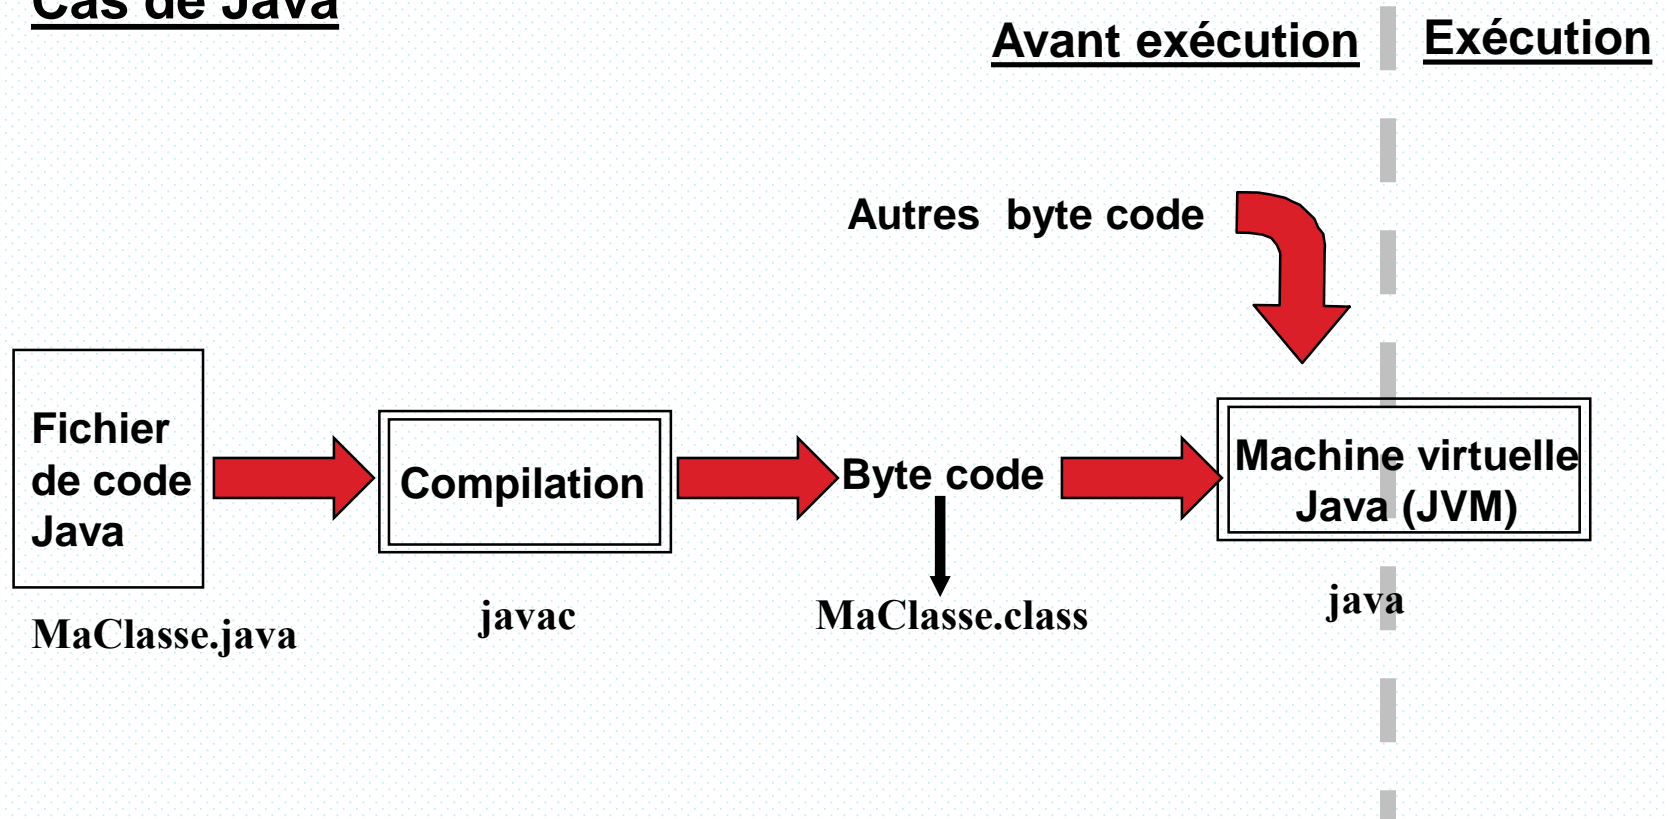 Cas de Java
Avant exécution
Exécution
Autres byte code
Fichier
de code
Java
Compilation
Byte code
Machine virtuelle
Java (JVM)
MaClasse.java
javac
MaClasse.class
java